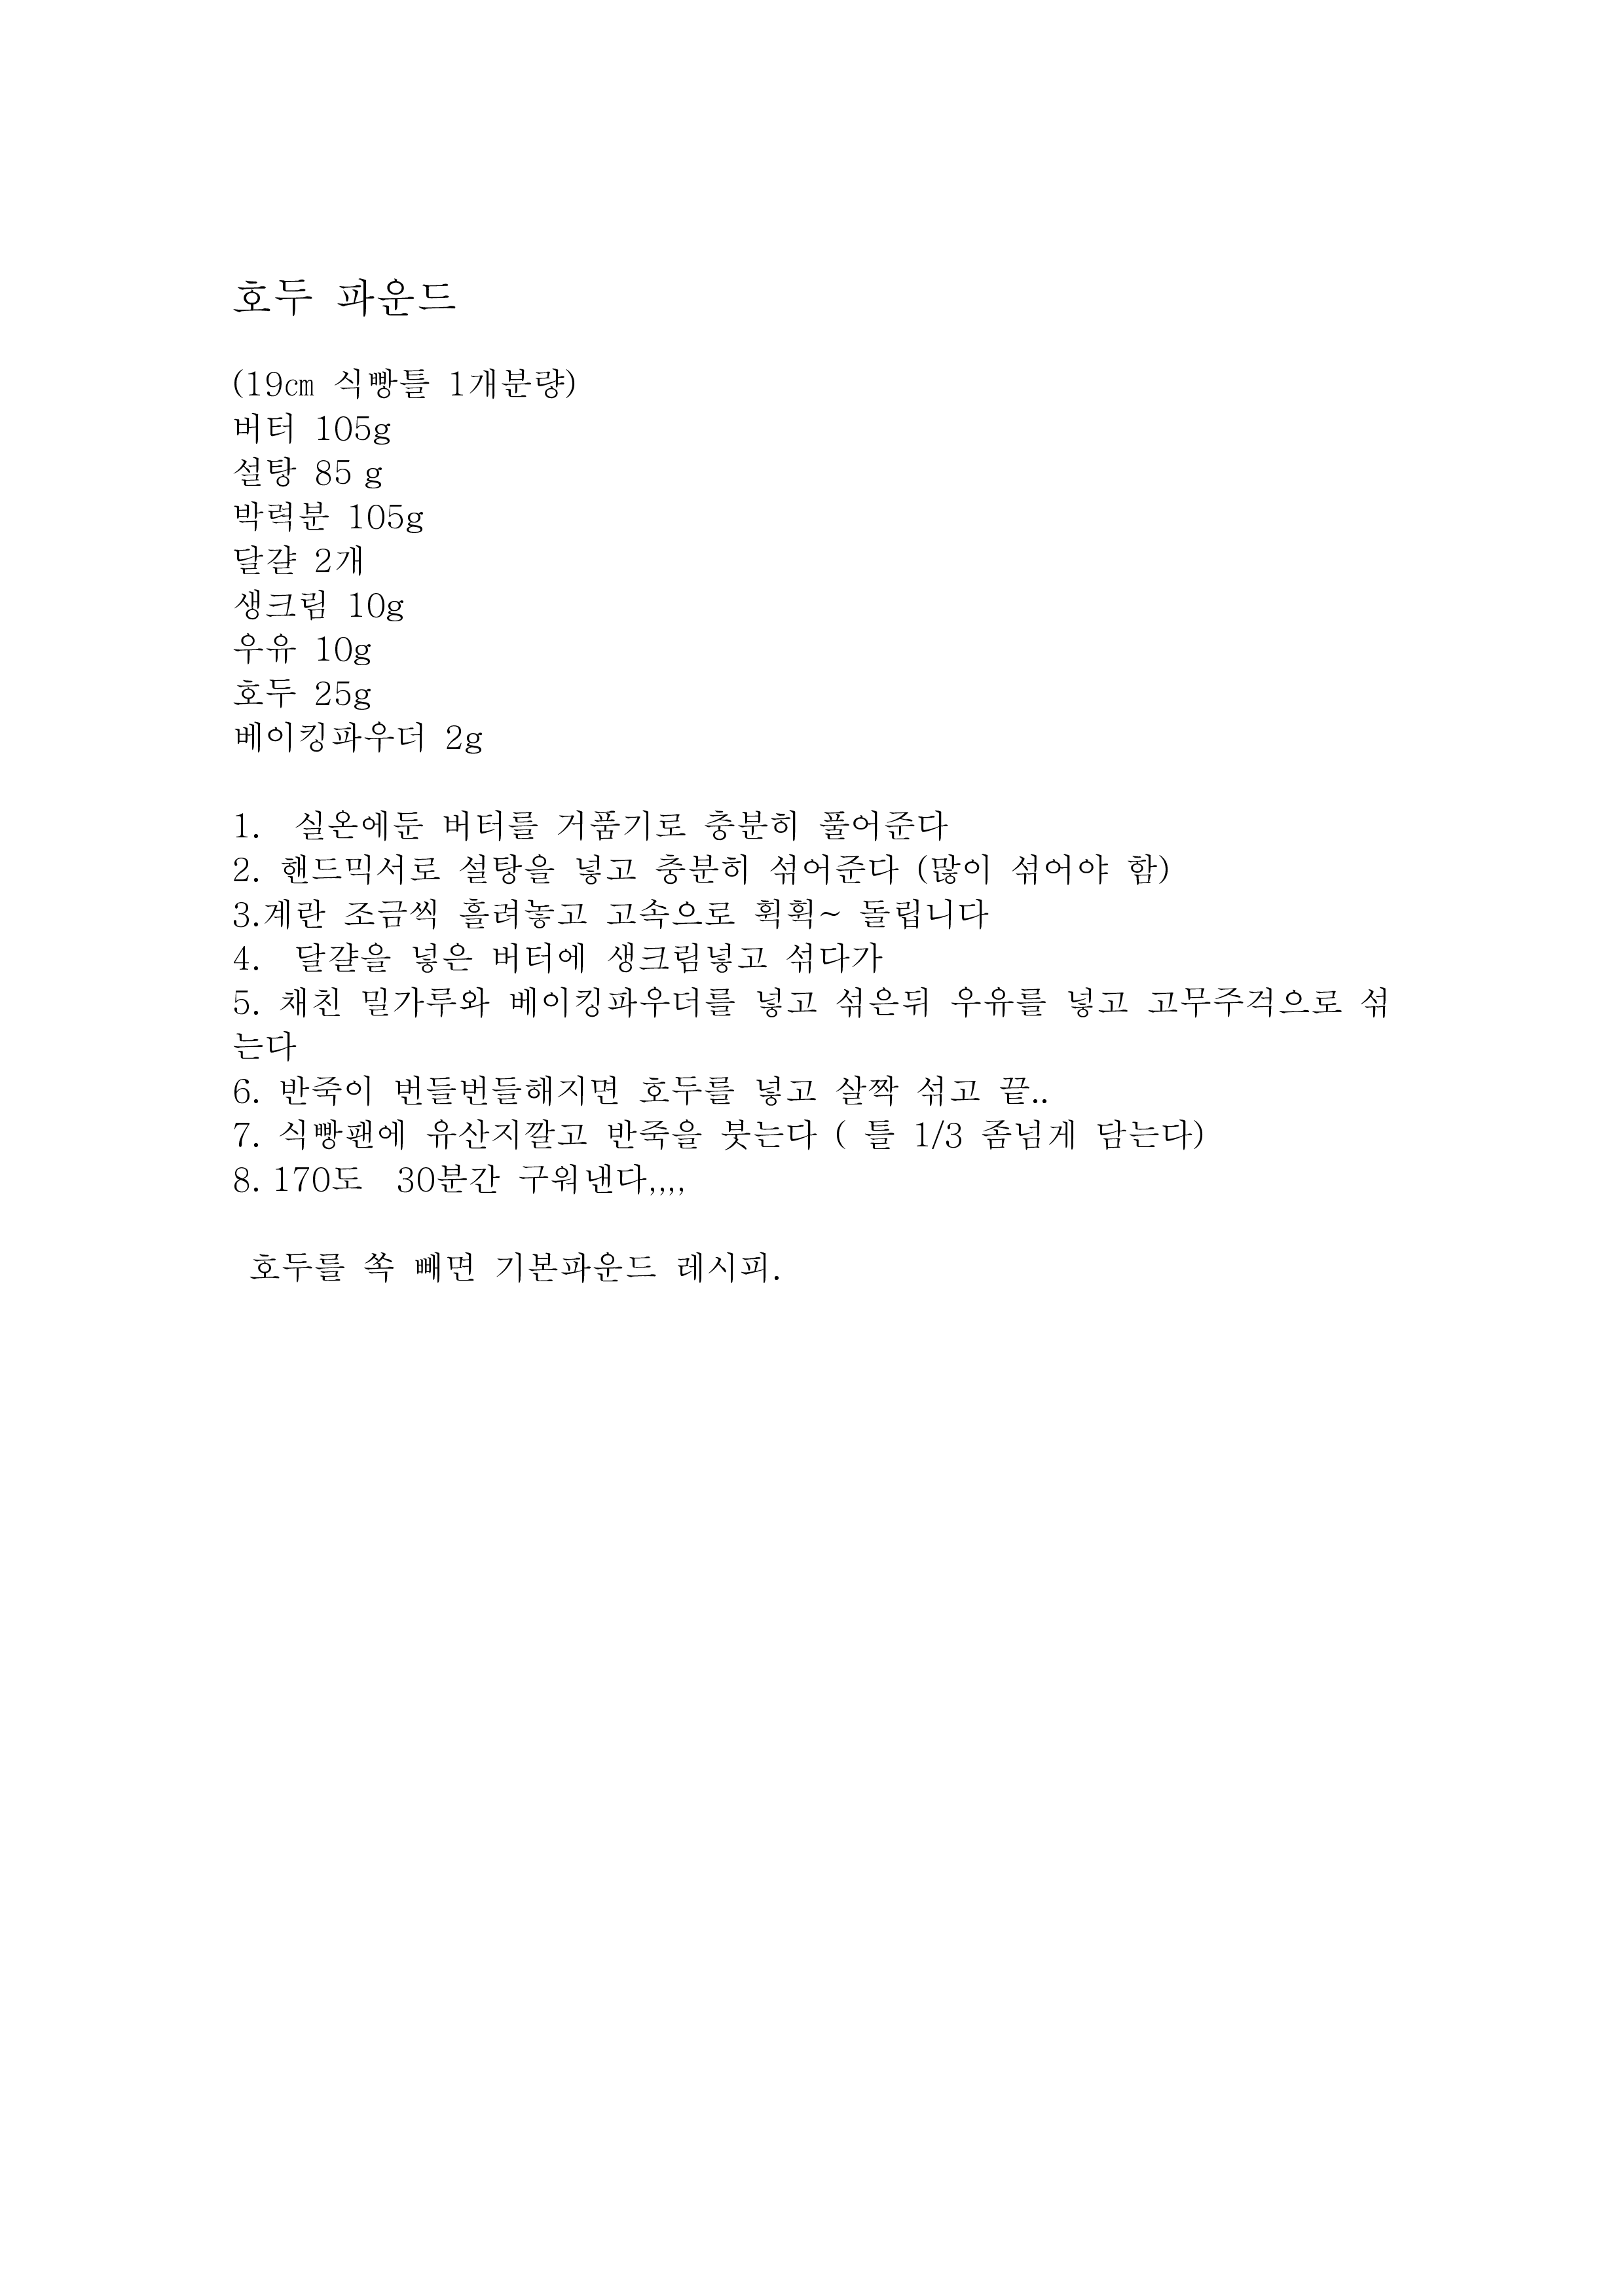 호두 파운드
(19㎝ 식빵틀 1개분량)
버터 105g
설탕 85 g
박력분 105g
달걀 2개
생크림 10g
우유 10g
호두 25g
베이킹파우더 2g
1.  실온에둔 버터를 거품기로 충분히 풀어준다
2. 핸드믹서로 설탕을 넣고 충분히 섞어준다 (많이 섞어야 함)
3.계란 조금씩 흘려놓고 고속으로 휙휙~ 돌립니다
4.  달걀을 넣은 버터에 생크림넣고 섞다가
5. 채친 밀가루와 베이킹파우더를 넣고 섞은뒤 우유를 넣고 고무주걱으로 섞
는다
6. 반죽이 번들번들해지면 호두를 넣고 살짝 섞고 끝..
7. 식빵팬에 유산지깔고 반죽을 붓는다 ( 틀 1/3 좀넘게 담는다)
8. 170도  30분간 구워낸다,,,,
호두를 쏙 빼면 기본파운드 레시피.